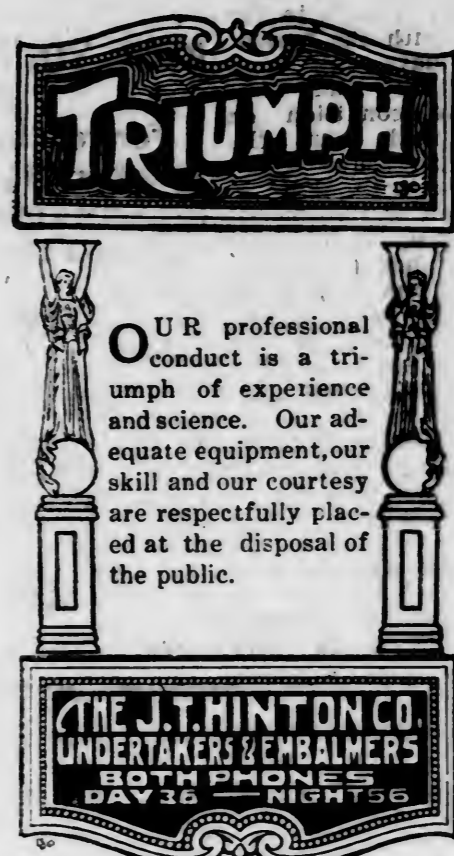 TRIUMPH
OUR professional
conduct is a tri-
umph of experience
and science. Our ad-
equate equipment, our
skill and our courtesy
are respectfully plac-
ed at the disposal of
the public.
THE J.T. HINTON CO.
UNDERTAKERS & EMBALMERS
BOTH PHONES
DAY 36 — NIGHT 56